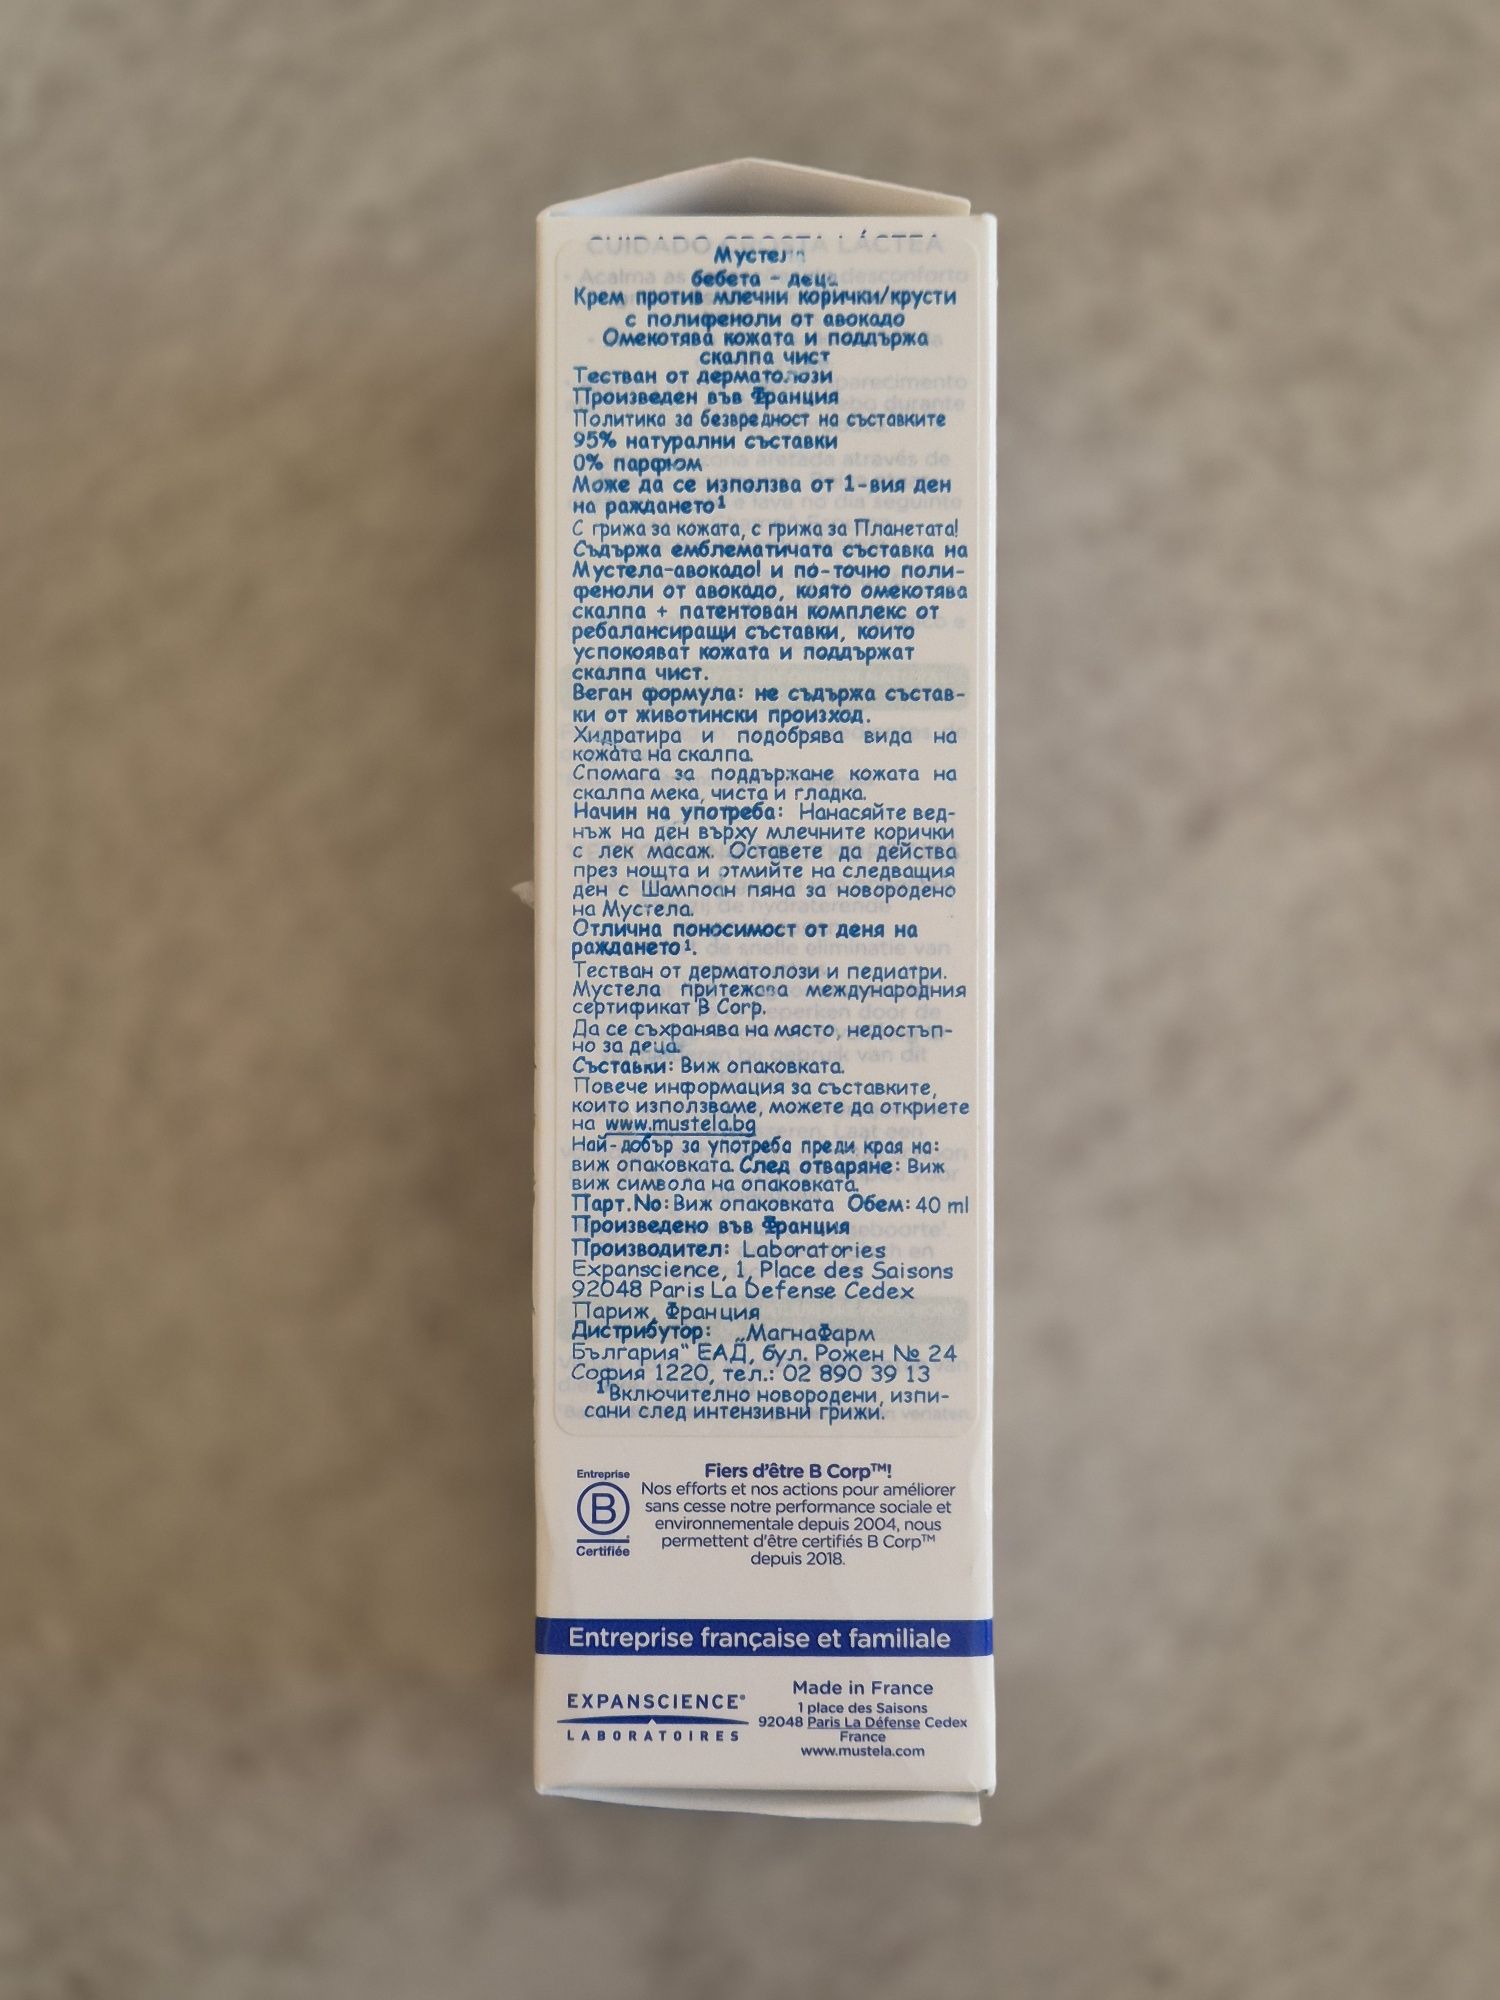 CUIDADO CROSTA LÁCTEA
Мустела
бебета - деца
Крем против млечни корички/крусти
с полифеноли от авокадо
Омекотява кожата и поддържа
скалпа чист
Тестван от дерматолози
Произведен във Франция
Политика за безвредност на съставките
95% натурални съставки
0% парфюм
Може да се използва от 1-вия ден
на раждането¹
С грижа за кожата, с грижа за Планетата!
Съдържа емблематичата съставка на
Мустела-авокадо! и по-точно поли-
феноли от авокадо, която омекотява
скалпа + патентован комплекс от
ребалансиращи съставки, които
успокояват кожата и поддържат
скалпа чист.
Веган формула: не съдържа състав-
ки от животински произход.
Хидратира и подобрява вида на
кожата на скалпа.
Спомага за поддържане кожата на
скалпа мека, чиста и гладка.
Начин на употреба: Нанасяйте вед-
нъж на ден върху млечните корички
с лек масаж. Оставете да действа
през нощта и отмийте на следващия
ден с Шампоан пяна за новородено
на Мустела.
Отлична поносимост от деня на
раждането¹.
Тестван от дерматолози и педиатри.
Мустела притежава международния
сертификат B Corp.
Да се съхранява на място, недостъп-
но за деца.
Съставки: Виж опаковката.
Повече информация за съставките,
които използваме, можете да откриете
на www.mustela.bg
Най-добър за употреба преди края на:
виж опаковката. След отваряне: Виж
виж символа на опаковката.
Парт.No: Виж опаковката Обем: 40 ml
Произведено във Франция
Производител: Laboratories
Expanscience, 1, Place des Saisons
92048 Paris La Defense Cedex
Париж, Франция
Дистрибутор: „МагнаФарм
България" ЕАД, бул. Рожен № 24
София 1220, тел.: 02 890 39 13
¹Включително новородени, изпи-
сани след интензивни грижи.
Entreprise
B
Certifiée
Fiers d'être B Corp™!
Nos efforts et nos actions pour améliorer
sans cesse notre performance sociale et
environnementale depuis 2004, nous
permettent d'être certifiés B Corp™
depuis 2018.
Entreprise française et familiale
EXPANSCIENCE®
LABORATOIRES
Made in France
1 place des Saisons
92048 Paris La Défense Cedex
France
www.mustela.com